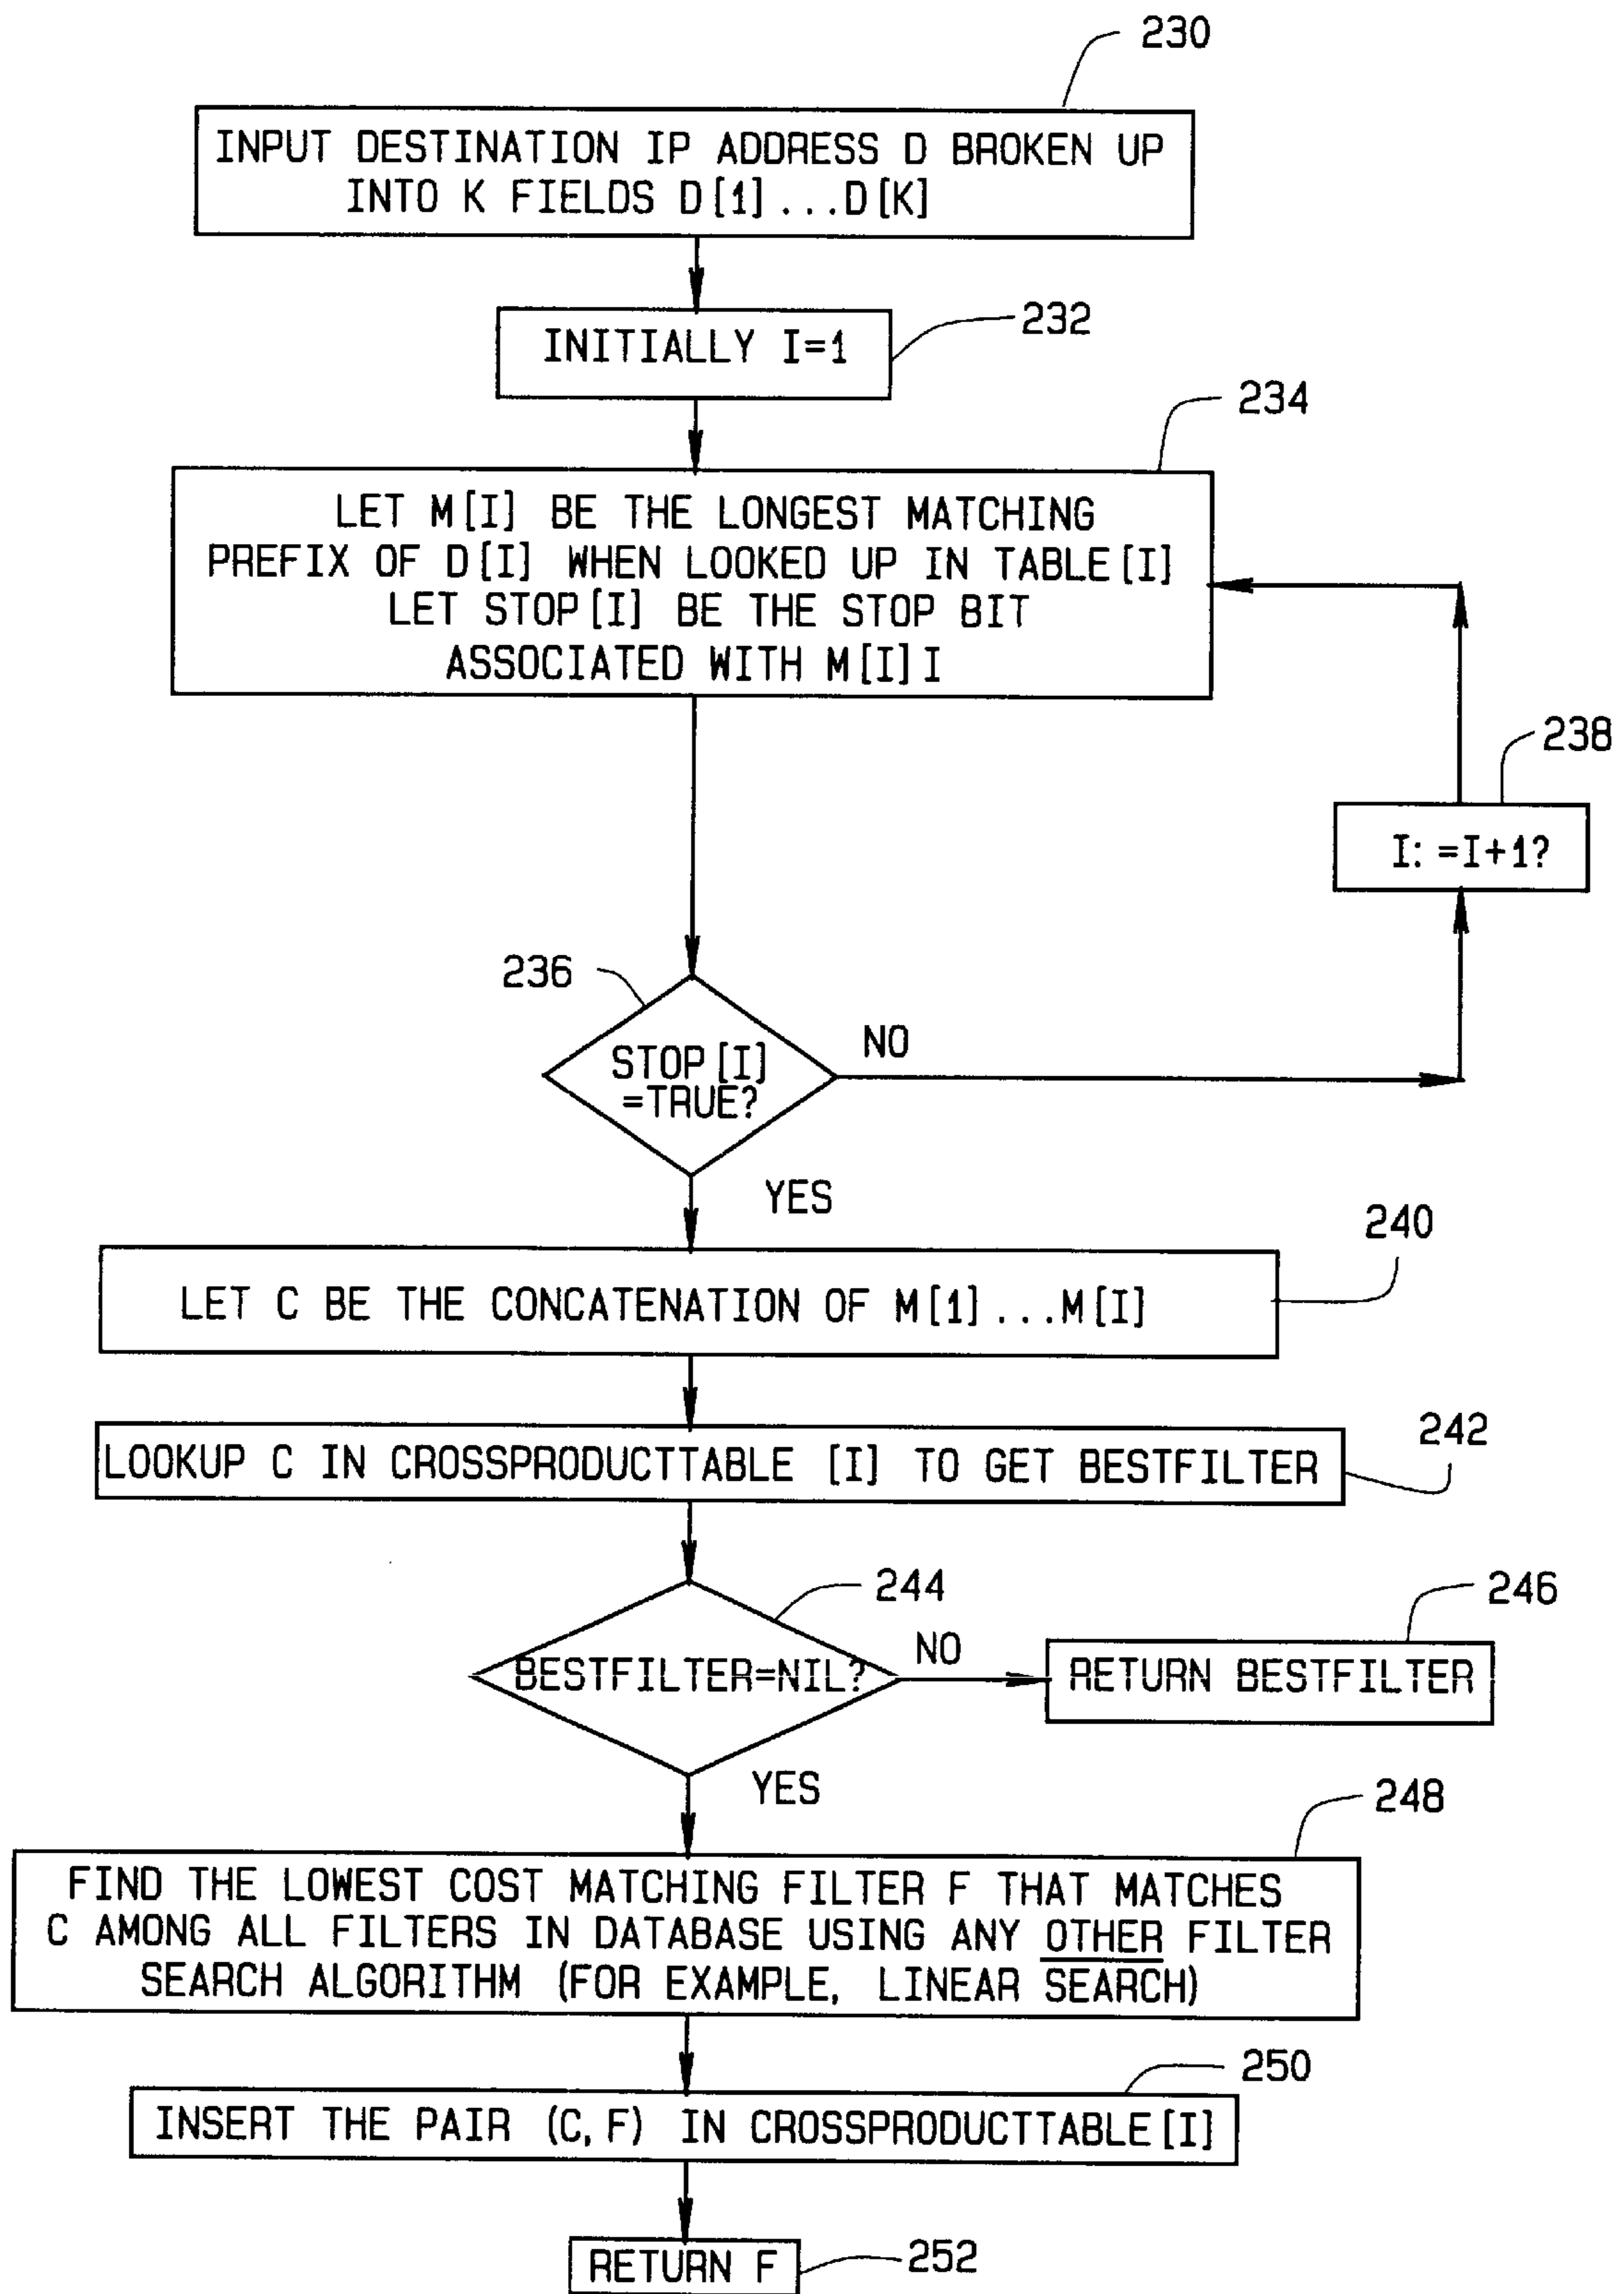 230
INPUT DESTINATION IP ADDRESS D BROKEN UP
INTO K FIELDS D[1]...D[K]
INITIALLY I=1
232
234
LET M[I] BE THE LONGEST MATCHING
PREFIX OF D[I] WHEN LOOKED UP IN TABLE[I]
LET STOP[I] BE THE STOP BIT
ASSOCIATED WITH M[I]I
238
I:=I+1?
236
STOP[I]
=TRUE?
NO
YES
240
LET C BE THE CONCATENATION OF M[1]...M[I]
242
LOOKUP C IN CROSSPRODUCTTABLE [I] TO GET BESTFILTER
244
BESTFILTER=NIL?
NO
246
RETURN BESTFILTER
YES
248
FIND THE LOWEST COST MATCHING FILTER F THAT MATCHES
C AMONG ALL FILTERS IN DATABASE USING ANY OTHER FILTER
SEARCH ALGORITHM (FOR EXAMPLE, LINEAR SEARCH)
250
INSERT THE PAIR (C,F) IN CROSSPRODUCTTABLE[I]
RETURN F
252